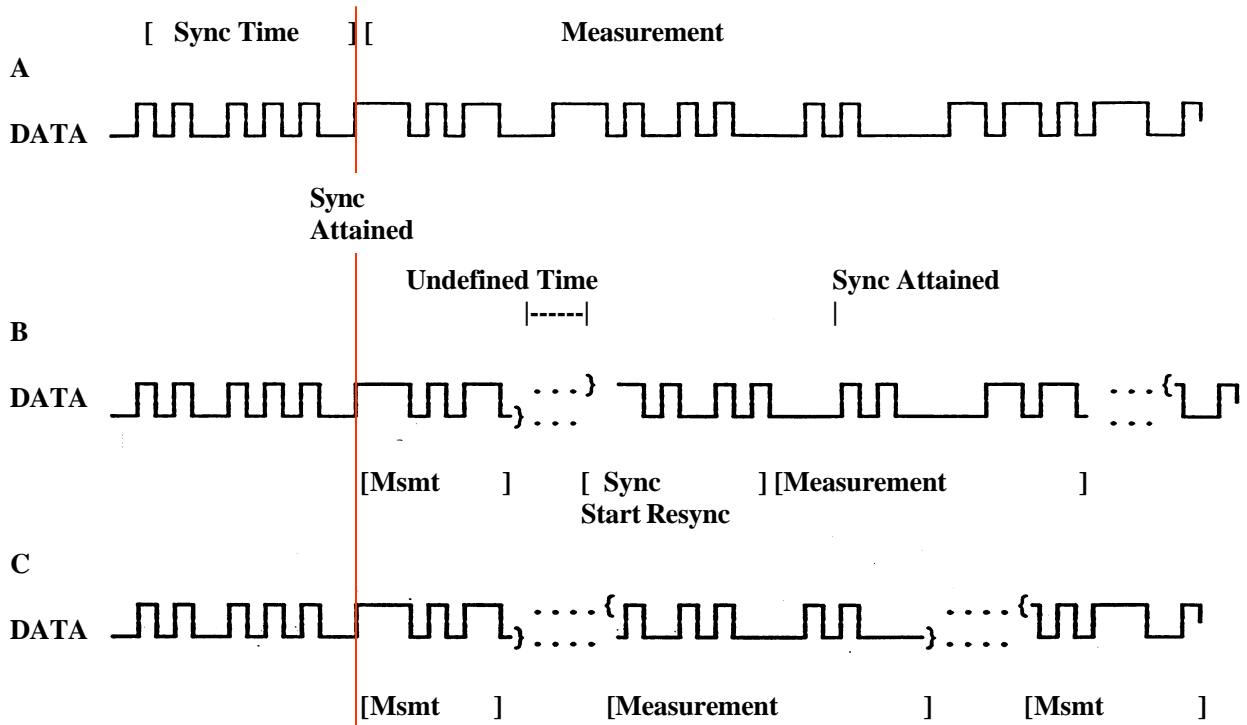 [ Sync Time ] [ Measurement
A
DATA
Sync
Attained
Undefined Time Sync Attained
|------| |
B
DATA } . . . . } . . . . . . . {
. . . . . .
[Msmt ] [ Sync ] [Measurement ]
Start Resync
C
DATA } . . . . { } . . . . . {
. . . . . . . . .
[Msmt ] [Measurement ] [Msmt ]